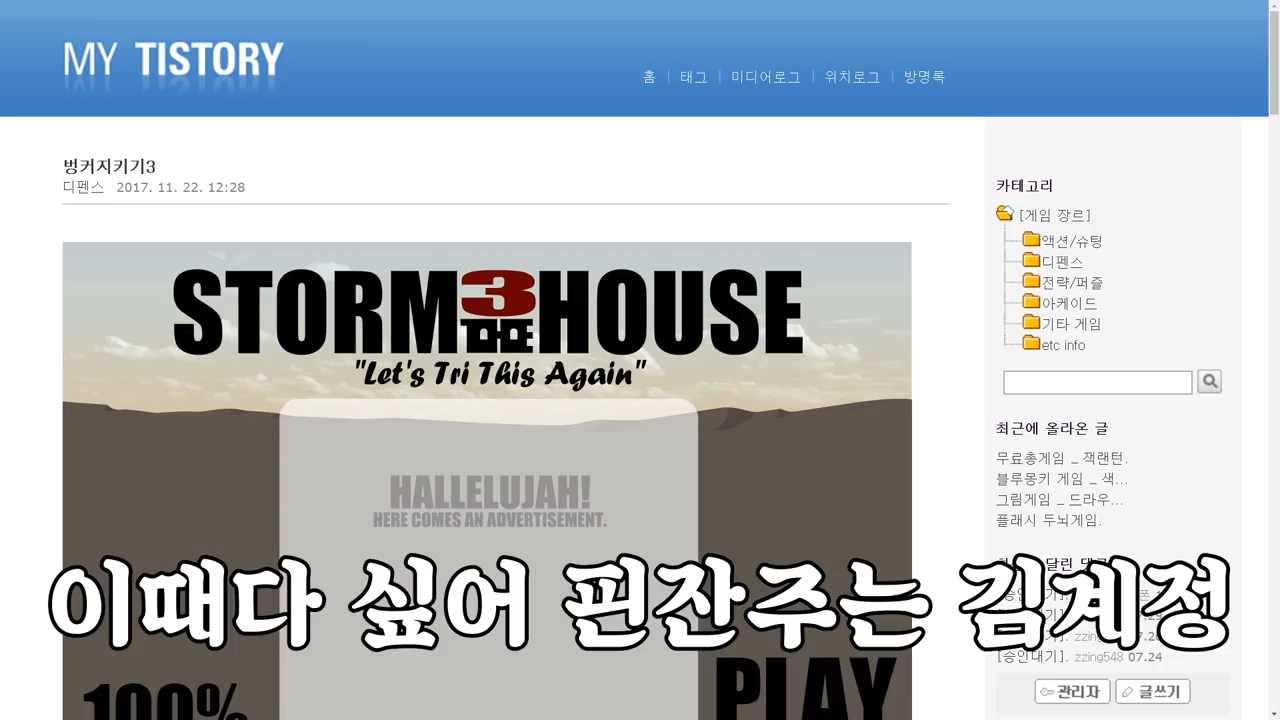 MY TISTORY
홈 | 태그 | 미디어로그 | 위치로그 | 방명록
벙커지키기3
디펜스 2017. 11. 22. 12:28
STORM 3 HOUSE
"Let's Tri This Again"
HALLELUJAH!
HERE COMES AN ADVERTISEMENT.
100%
PLAY
카테고리
[게임 장르]
액션/슈팅
디펜스
전략/퍼즐
아케이드
기타 게임
etc info
최근에 올라온 글
무료총게임 _ 잭랜턴.
블루몽키 게임 _ 색...
그림게임 _ 드라우...
플래시 두뇌게임.
[승인대기]. zzing548 07.24
관리자 글쓰기
이때다 싶어 핀잔주는 김계정